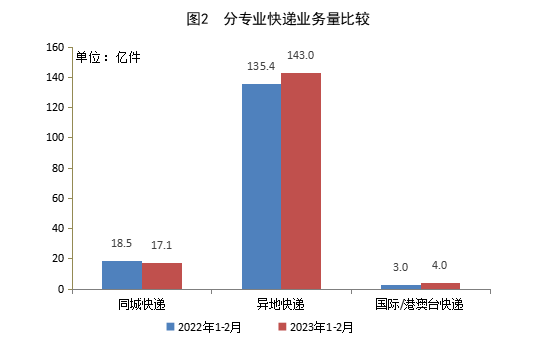 图2 分专业快递业务量比较
单位：亿件
160
140
120
100
80
60
40
20
0
18.5
17.1
135.4
143.0
3.0
4.0
同城快递
异地快递
国际/港澳台快递
2022年1-2月
2023年1-2月